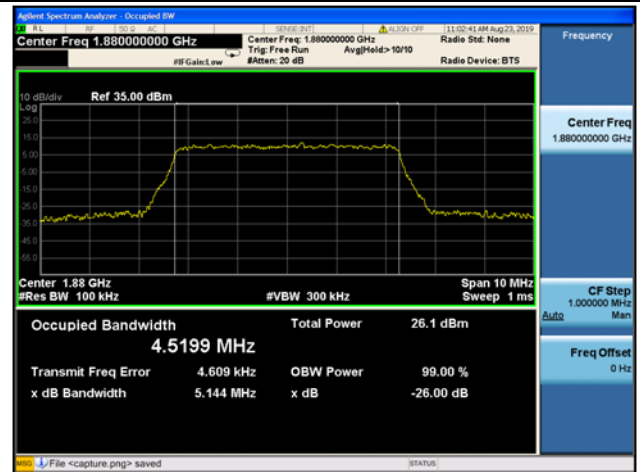 Agilent Spectrum Analyzer - Occupied BW
RL RF 50 Ω AC SENSE:INT ALIGN OFF 11:02:41 AM Aug 23, 2019
Center Freq 1.880000000 GHz
Center Freq: 1.880000000 GHz
Radio Std: None
Trig: Free Run Avg|Hold:> 10/10
#IFGain:Low #Atten: 20 dB Radio Device: BTS
10 dB/div Ref 35.00 dBm
Log
25.0
15.0
5.00
-5.00
-15.0
-25.0
-35.0
-45.0
-55.0
Center 1.88 GHz Span 10 MHz
#Res BW 100 kHz #VBW 300 kHz Sweep 1 ms
Occupied Bandwidth Total Power 26.1 dBm
4.5199 MHz
Transmit Freq Error 4.609 kHz OBW Power 99.00 %
x dB Bandwidth 5.144 MHz x dB -26.00 dB
Frequency
Center Freq
1.880000000 GHz
CF Step
1.000000 MHz
Auto Man
Freq Offset
0 Hz
MSG File <capture.png> saved STATUS